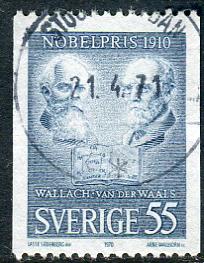 NOBELPRIS 1910
21.4.71
WALLACH·VAN DER WAALS
SVERIGE 55
1970